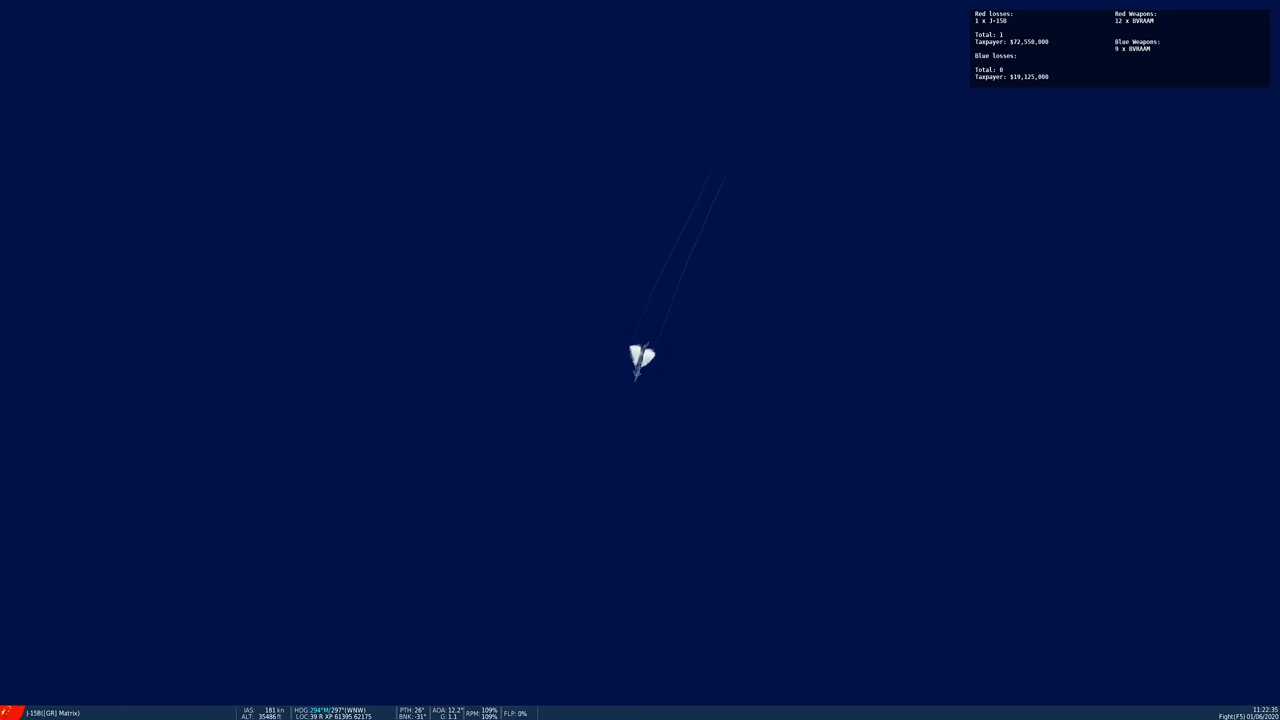 Red losses:
1 x J-15B
Total: 1
Taxpayer: $72,550,000
Blue losses:
Total: 0
Taxpayer: $19,125,000
Red Weapons:
12 x BVRAAM
Blue Weapons:
9 x BVRAAM
J-15B([GR] Matrix)
IAS: 181 kn
ALT: 35486 ft
HDG:294°M/297°(WNW)
LOC:39 R XP 61395 62175
PTH: 26°
BNK: -31°
AOA: 12.2°
G: 1.1
RPM: 109%
109%
FLP: 0%
11:22:35
Fight(F5) 01/06/2020